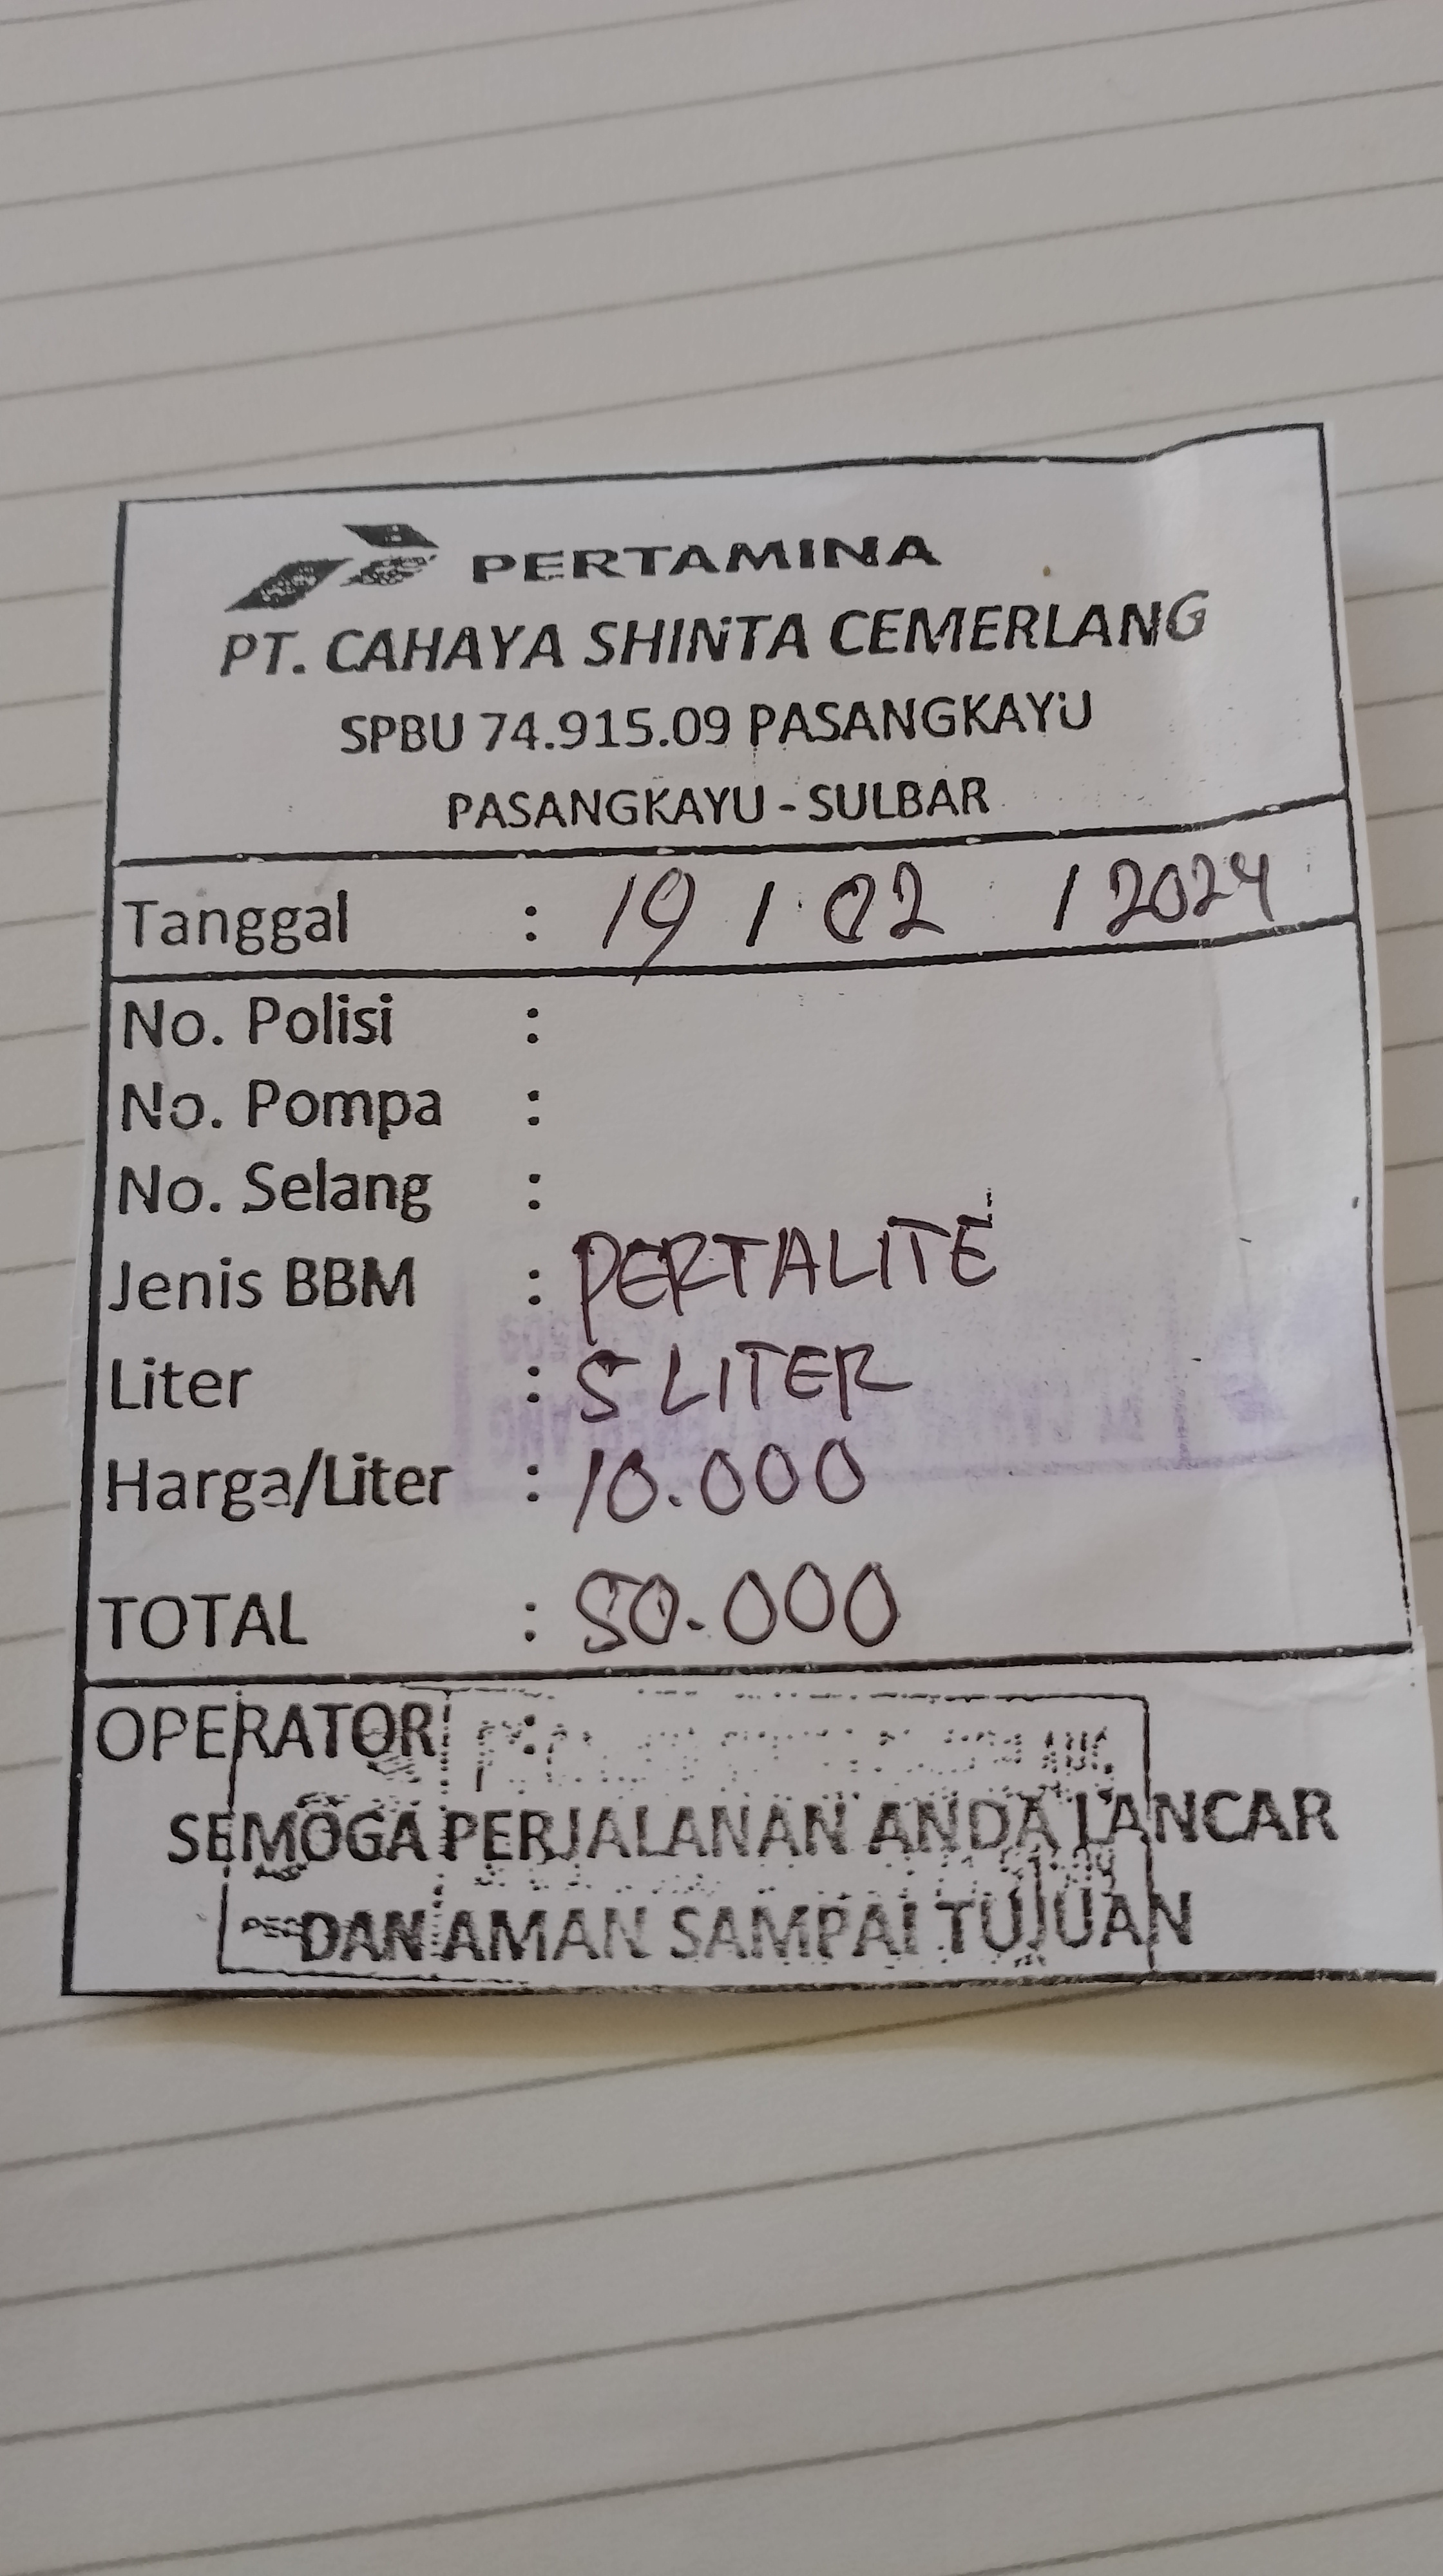 PERTAMINA
PT. CAHAYA SHINTA CEMERLANG
SPBU 74.915.09 PASANGKAYU
PASANGKAYU - SULBAR
Tanggal : 19 / 02 / 2024
No. Polisi :
No. Pompa :
No. Selang :
Jenis BBM : PERTALITE
Liter : 5 LITER
Harga/Liter : 10.000
TOTAL : 50.000
OPERATOR
SEMOGA PERJALANAN ANDA LANCAR
DAN AMAN SAMPAI TUJUAN